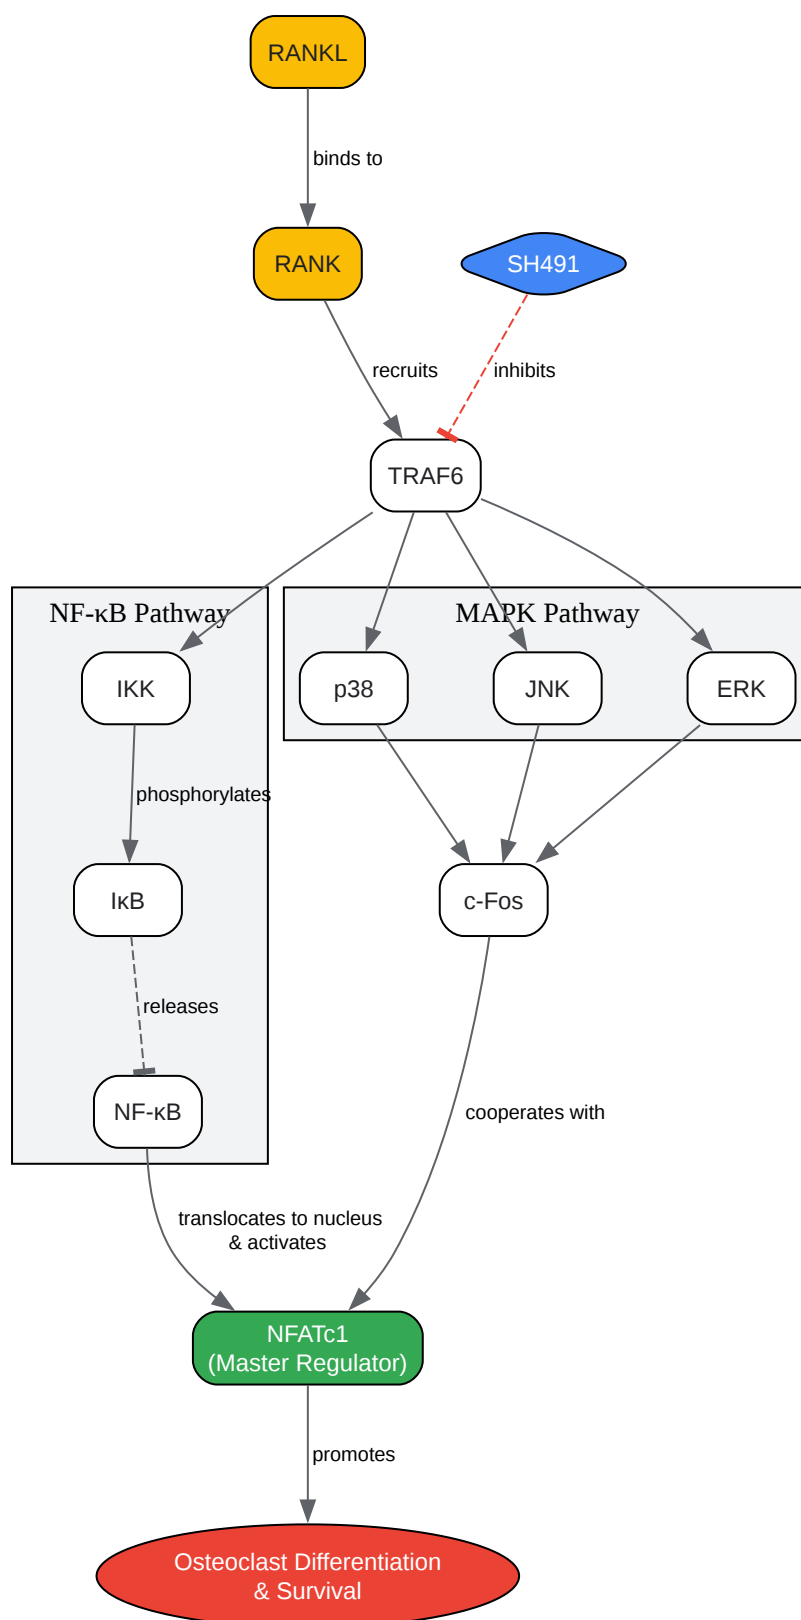 RANKL
binds to
RANK
SH491
recruits
inhibits
TRAF6
NF-κB Pathway
MAPK Pathway
IKK
p38
JNK
ERK
phosphorylates
IκB
c-Fos
releases
NF-κB
cooperates with
translocates to nucleus
& activates
NFATc1
(Master Regulator)
promotes
Osteoclast Differentiation
& Survival